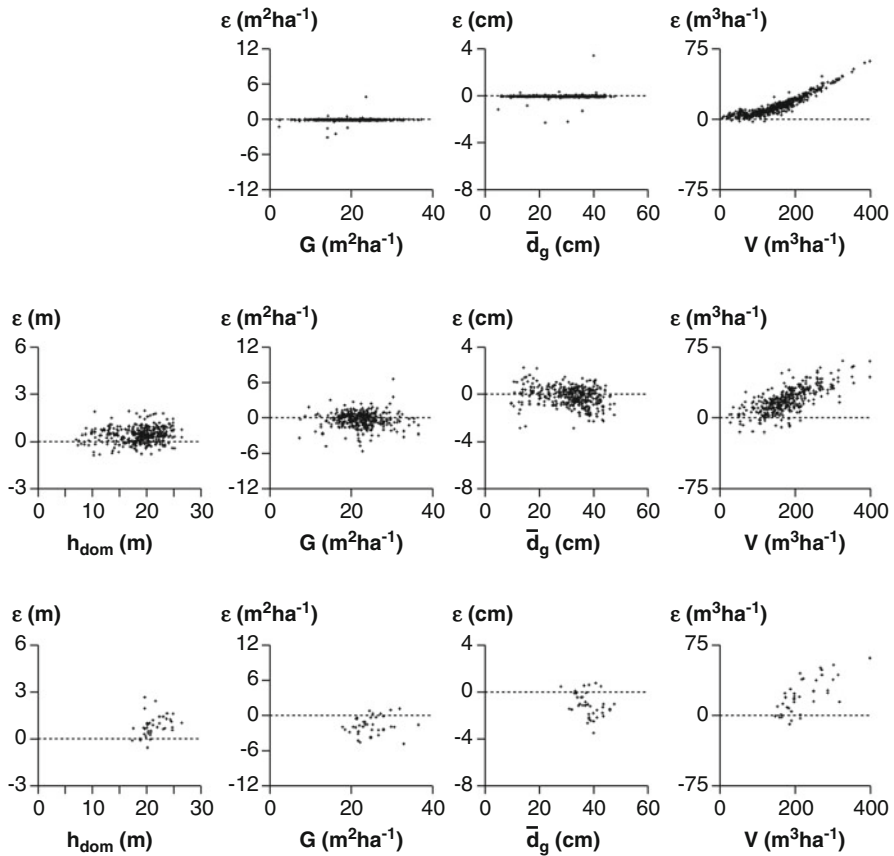 ε (m²ha⁻¹) ε (cm) ε (m³ha⁻¹)
12 4 75
6
0 0 0
-6 -4
-12 -8 -75
0 20 40 0 20 40 60 0 200 400
G (m²ha⁻¹) d̅g (cm) V (m³ha⁻¹)
ε (m) ε (m²ha⁻¹) ε (cm) ε (m³ha⁻¹)
6 12 4 75
3 6 0
0 0 0
-6 -4
-3 -12 -8 -75
0 10 20 30 0 20 40 0 20 40 60 0 200 400
hdom (m) G (m²ha⁻¹) d̅g (cm) V (m³ha⁻¹)
ε (m) ε (m²ha⁻¹) ε (cm) ε (m³ha⁻¹)
6 12 4 75
3 6 0
0 0 0
-6 -4
-3 -12 -8 -75
0 10 20 30 0 20 40 0 20 40 60 0 200 400
hdom (m) G (m²ha⁻¹) d̅g (cm) V (m³ha⁻¹)